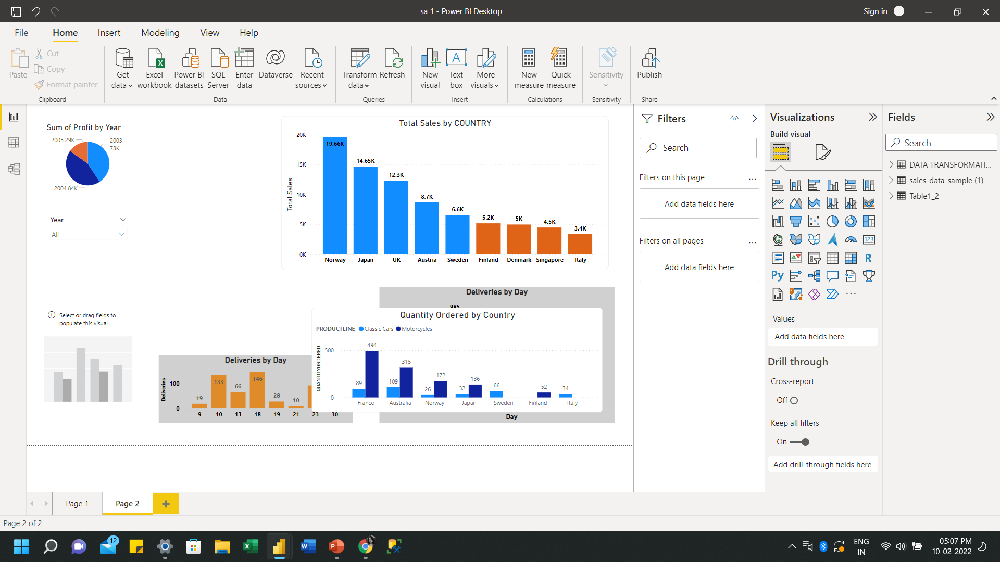 sa 1 - Power BI Desktop
Sign in
File Home Insert Modeling View Help
Paste
Cut
Copy
Format painter
Clipboard
Get data
Excel workbook
Power BI datasets
SQL Server
Enter data
Dataverse
Recent sources
Data
Transform data
Refresh
Queries
New visual
Text box
More visuals
Insert
New measure
Quick measure
Calculations
Sensitivity
Sensitivity
Publish
Share
Sum of Profit by Year
2005 29K
2003
78K
2004 84K
Year
All
Total Sales by COUNTRY
Total Sales
20K
15K
10K
5K
0K
19.66K
14.65K
12.3K
8.7K
6.6K
5.2K
5K
4.5K
3.4K
Norway Japan UK Austria Sweden Finland Denmark Singapore Italy
Select or drag fields to
populate this visual
Deliveries by Day
Deliveries
100
0
19
133
66
146
28
10
9 10 13 18 19 21 23 30
Deliveries by Day
985
Day
Quantity Ordered by Country
PRODUCTLINE Classic Cars Motorcycles
QUANTITYORDERED
500
0
89
494
109
315
26
172
32
136
66
52
34
France Australia Norway Japan Sweden Finland Italy
Filters
Search
Filters on this page
...
Add data fields here
Filters on all pages
...
Add data fields here
Visualizations
Build visual
123
R
Py
...
Values
Add data fields here
Drill through
Cross-report
Off
Keep all filters
On
Add drill-through fields here
Fields
Search
DATA TRANSFORMATI...
sales_data_sample (1)
Table1_2
Page 1
Page 2
Page 2 of 2
12
ENG
IN
05:07 PM
10-02-2022